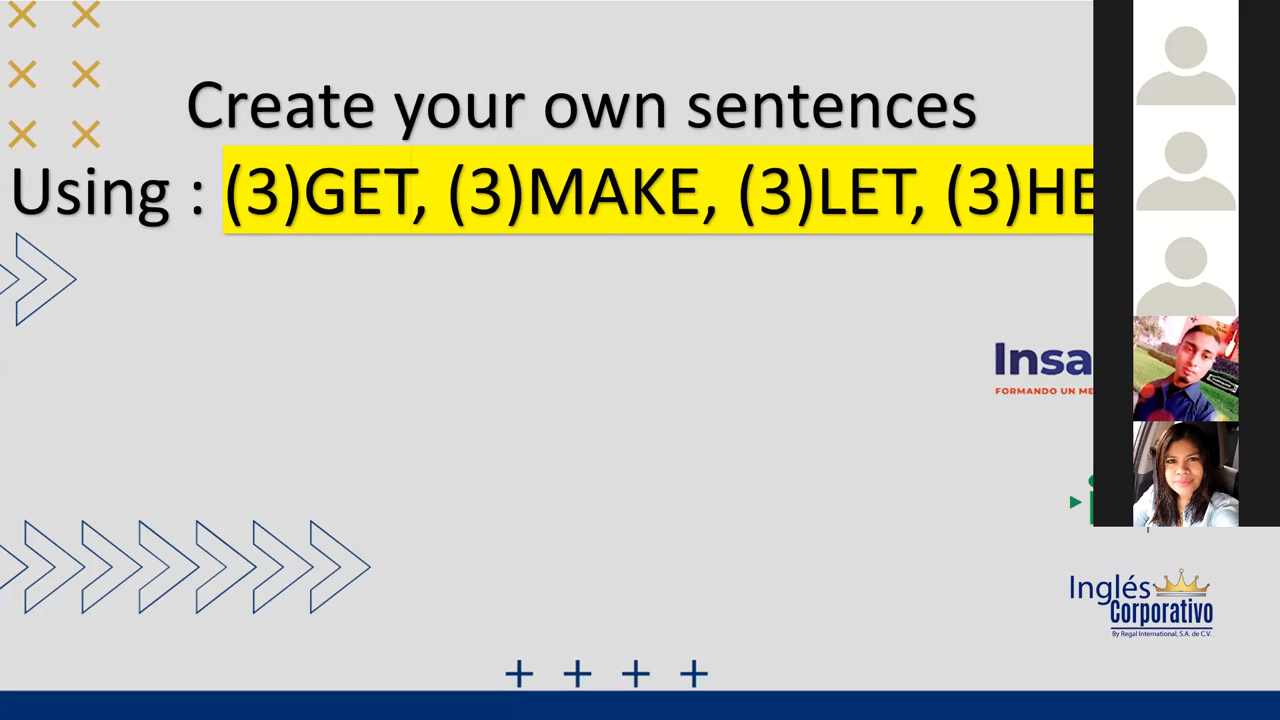 Create your own sentences
Using : (3)GET, (3)MAKE, (3)LET, (3)HE
Insa
FORMANDO UN ME
Inglés
Corporativo
By Regal International, S.A. de C.V.